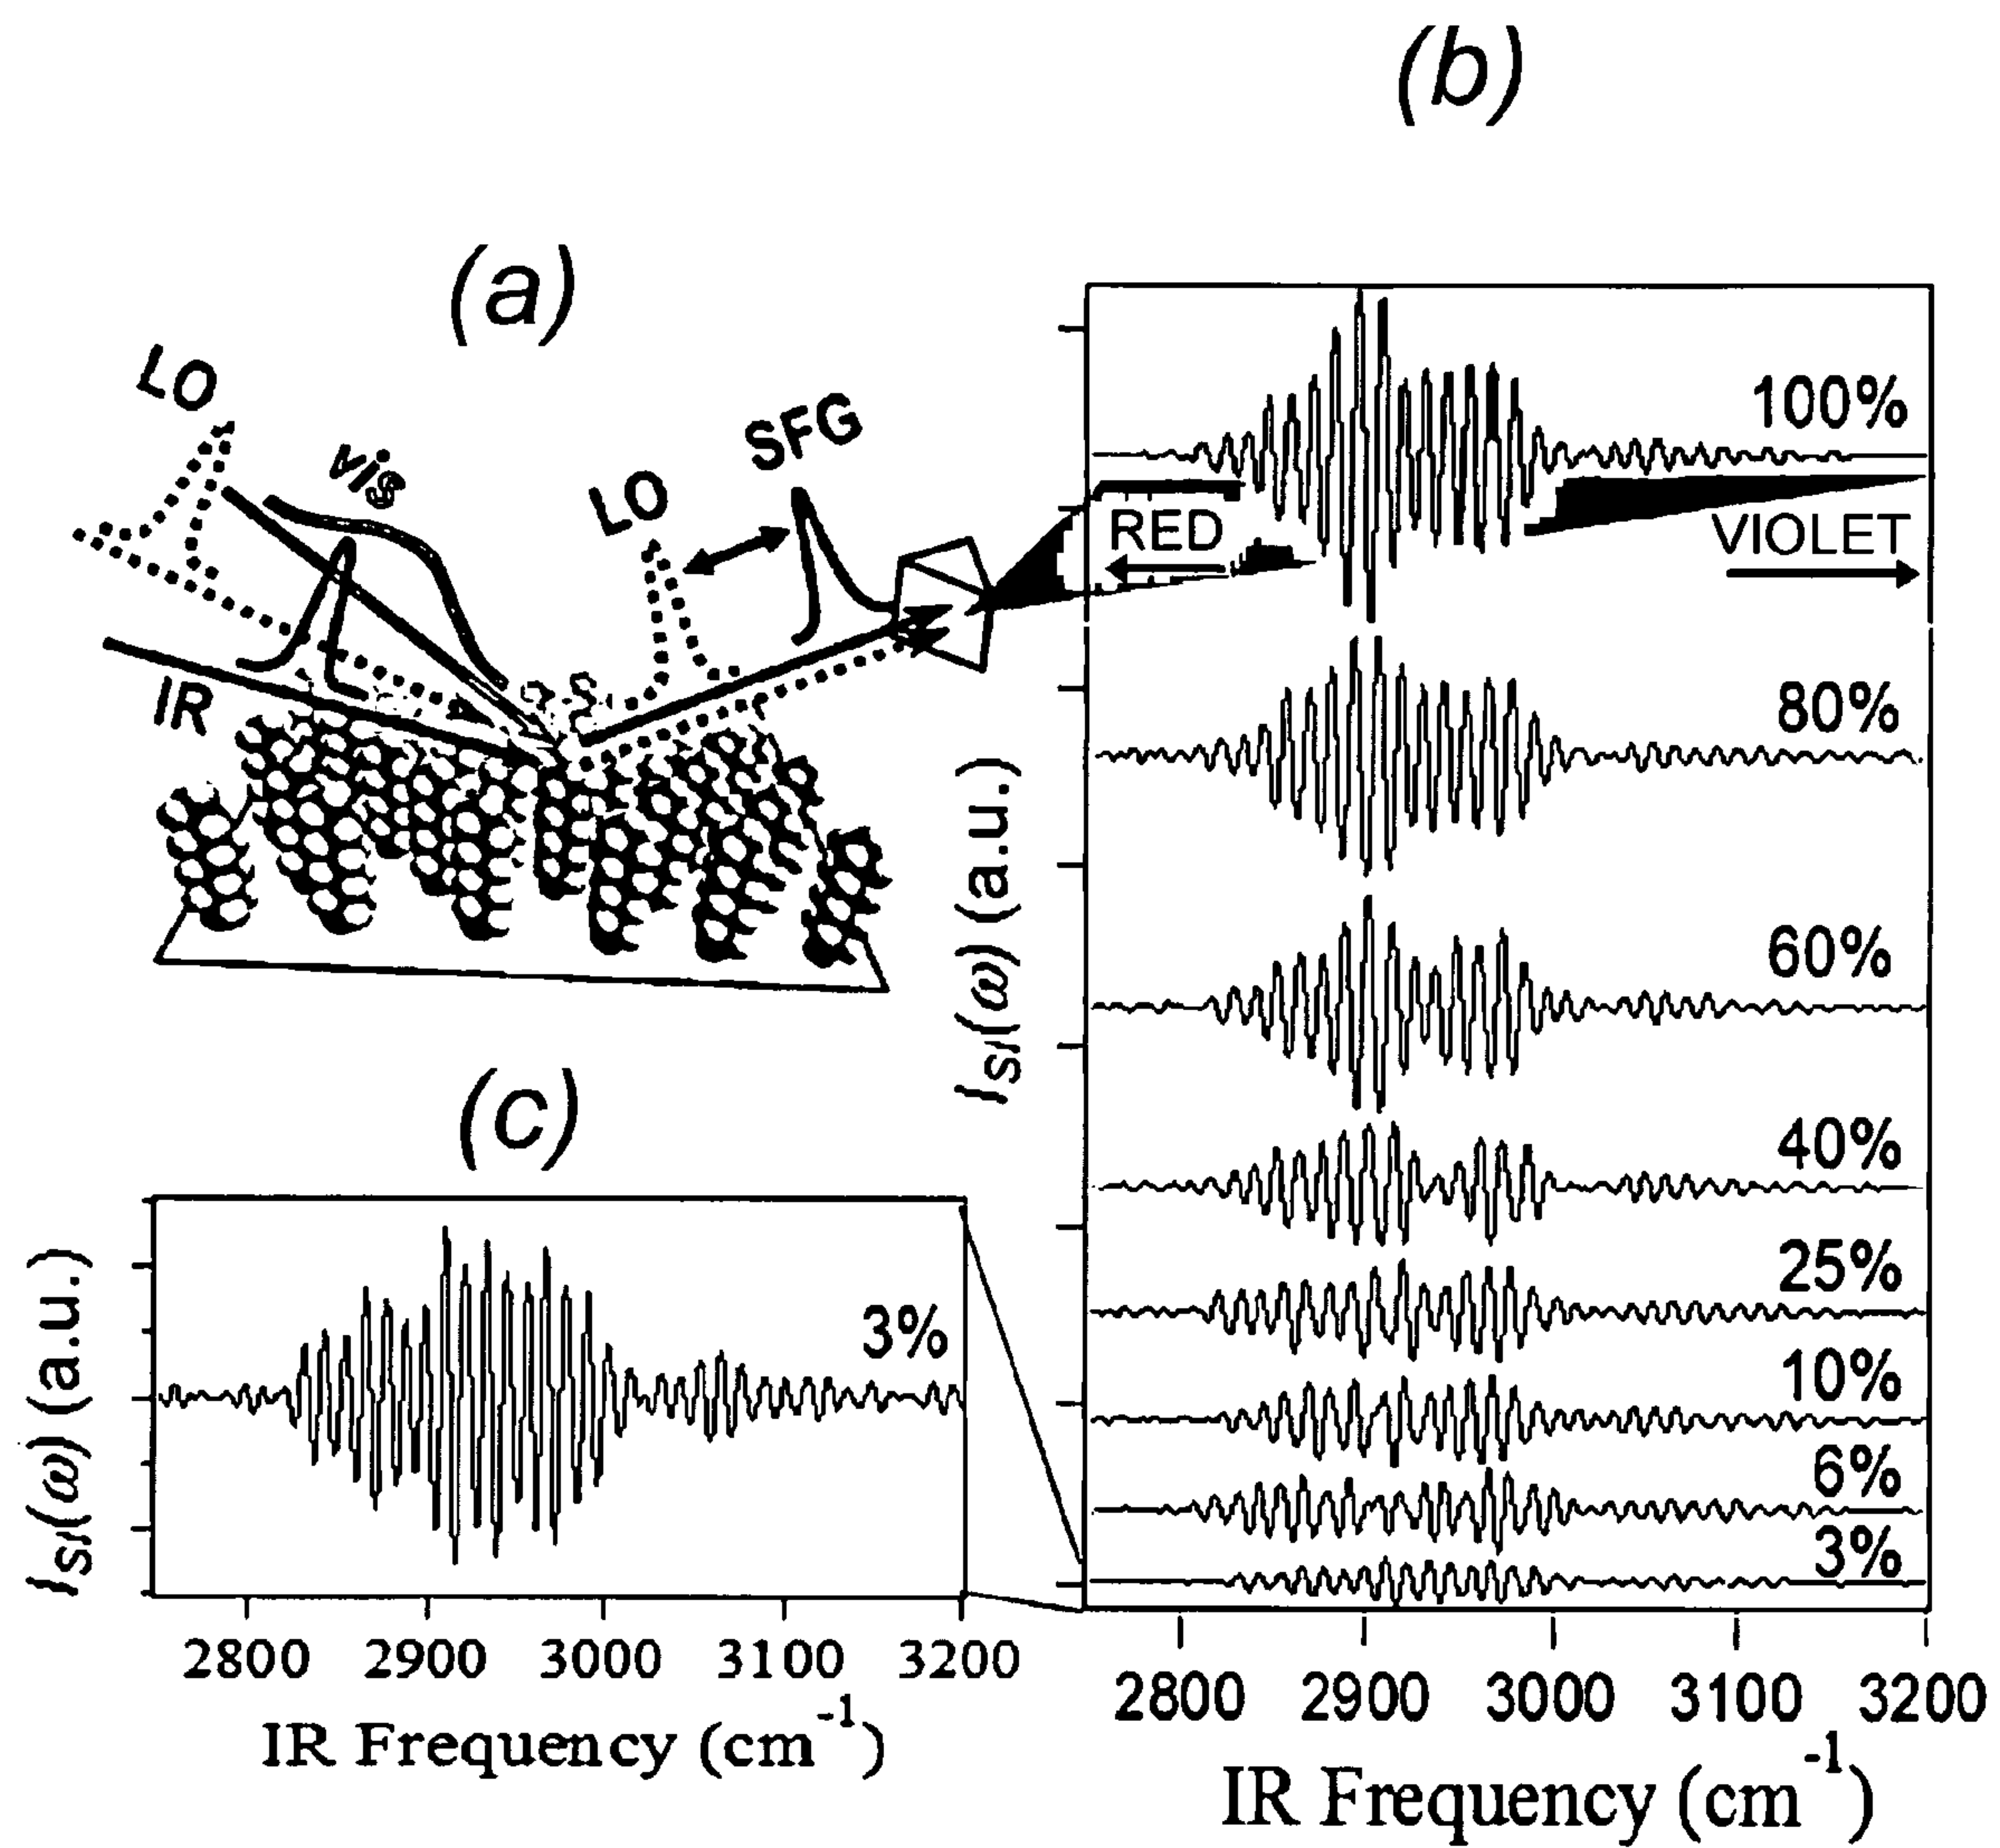 (a)
LO
vis
IR
LO
SFG
(b)
100%
RED
VIOLET
80%
60%
40%
25%
10%
6%
3%
I_SI(ω) (a.u.)
2800 2900 3000 3100 3200
IR Frequency (cm⁻¹)
(c)
3%
I_SI(ω) (a.u.)
2800 2900 3000 3100 3200
IR Frequency (cm⁻¹)